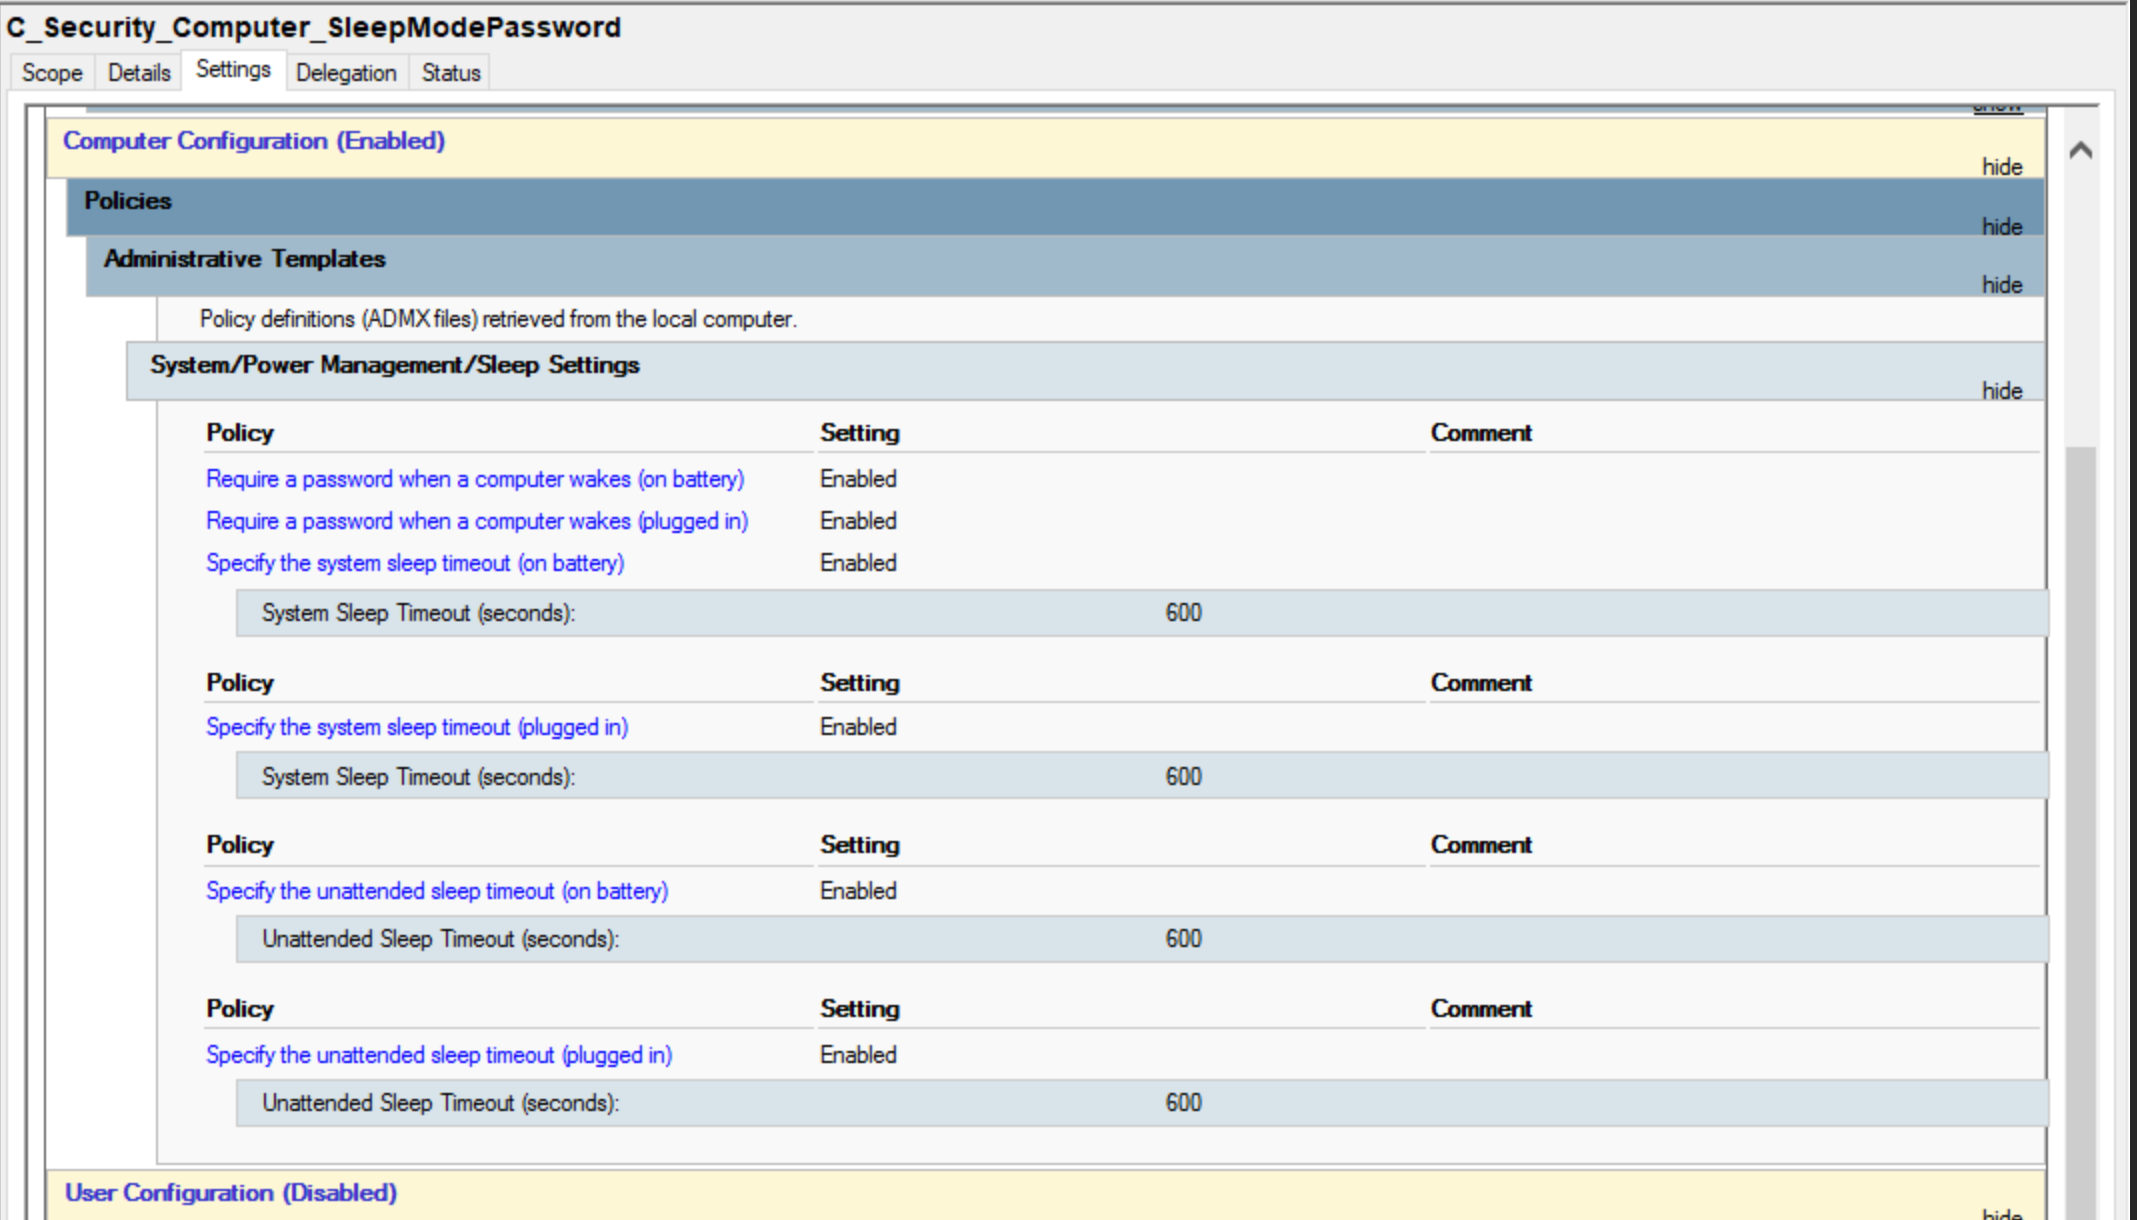 C_Security_Computer_SleepModePassword
Scope Details Settings Delegation Status
show
Computer Configuration (Enabled)
hide
Policies
hide
Administrative Templates
hide
Policy definitions (ADMX files) retrieved from the local computer.
System/Power Management/Sleep Settings
hide
Policy Setting Comment
Require a password when a computer wakes (on battery) Enabled
Require a password when a computer wakes (plugged in) Enabled
Specify the system sleep timeout (on battery) Enabled
System Sleep Timeout (seconds): 600
Policy Setting Comment
Specify the system sleep timeout (plugged in) Enabled
System Sleep Timeout (seconds): 600
Policy Setting Comment
Specify the unattended sleep timeout (on battery) Enabled
Unattended Sleep Timeout (seconds): 600
Policy Setting Comment
Specify the unattended sleep timeout (plugged in) Enabled
Unattended Sleep Timeout (seconds): 600
User Configuration (Disabled)
hide